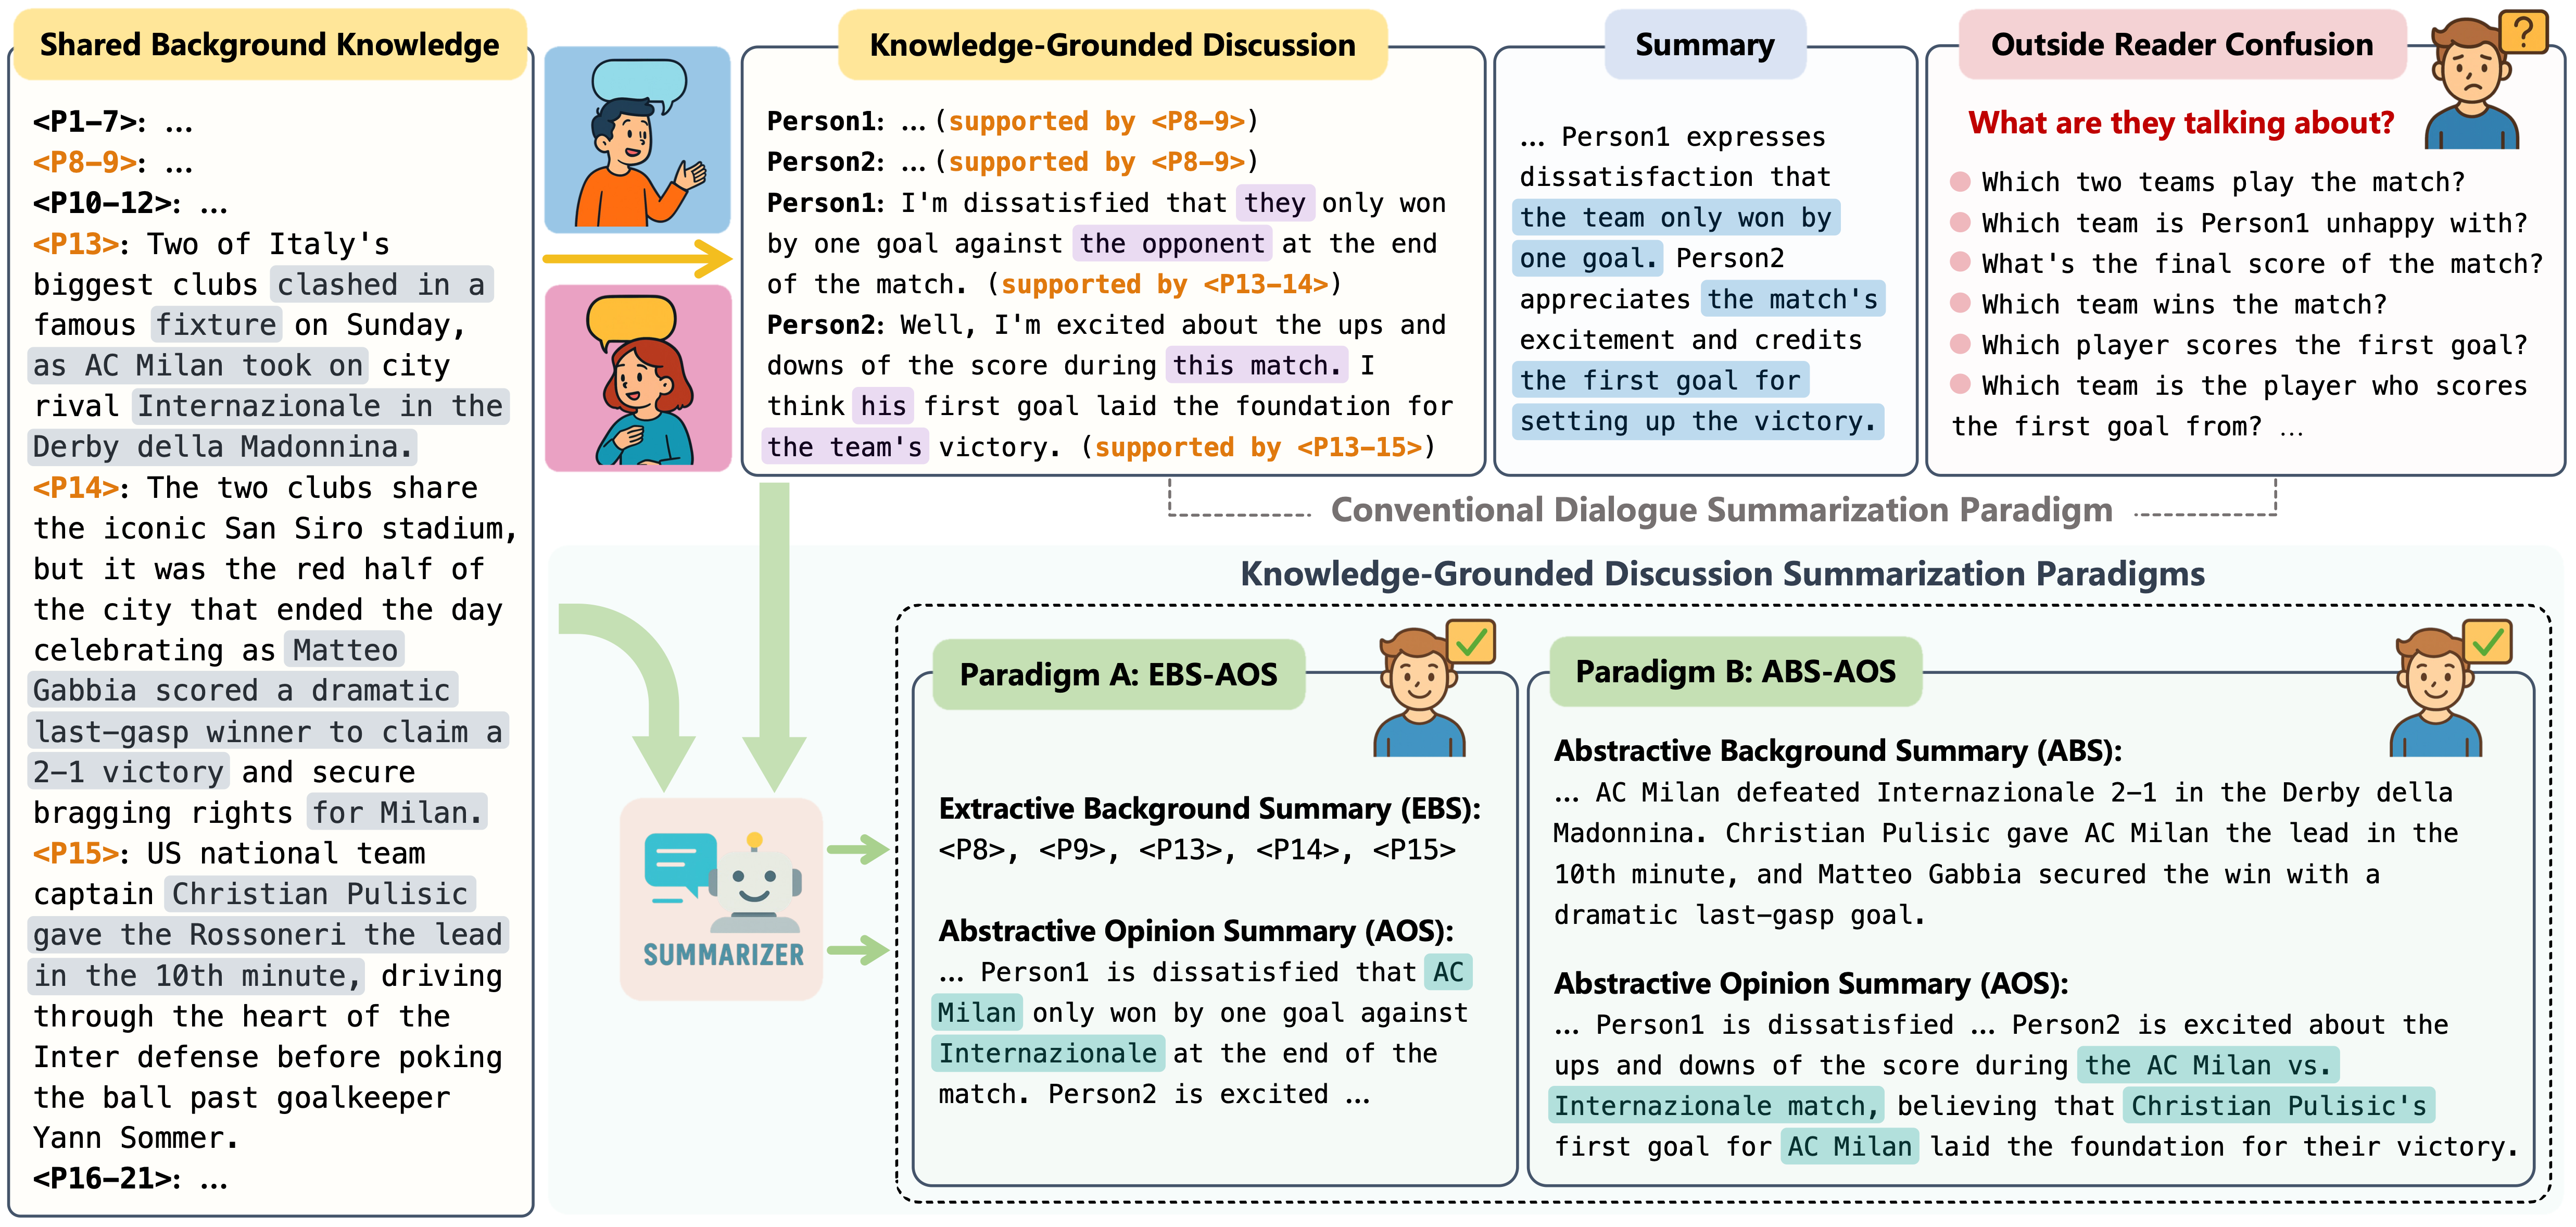 Shared Background Knowledge
<P1-7>: …
<P8-9>: …
<P10-12>: …
<P13>: Two of Italy's
biggest clubs clashed in a
famous fixture on Sunday,
as AC Milan took on city
rival Internazionale in the
Derby della Madonnina.
<P14>: The two clubs share
the iconic San Siro stadium,
but it was the red half of
the city that ended the day
celebrating as Matteo
Gabbia scored a dramatic
last-gasp winner to claim a
2-1 victory and secure
bragging rights for Milan.
<P15>: US national team
captain Christian Pulisic
gave the Rossoneri the lead
in the 10th minute, driving
through the heart of the
Inter defense before poking
the ball past goalkeeper
Yann Sommer.
<P16-21>: …
Knowledge-Grounded Discussion
Person1: … (supported by <P8-9>)
Person2: … (supported by <P8-9>)
Person1: I'm dissatisfied that they only won
by one goal against the opponent at the end
of the match. (supported by <P13-14>)
Person2: Well, I'm excited about the ups and
downs of the score during this match. I
think his first goal laid the foundation for
the team's victory. (supported by <P13-15>)
Summary
… Person1 expresses
dissatisfaction that
the team only won by
one goal. Person2
appreciates the match's
excitement and credits
the first goal for
setting up the victory.
Outside Reader Confusion
?
What are they talking about?
Which two teams play the match?
Which team is Person1 unhappy with?
What's the final score of the match?
Which team wins the match?
Which player scores the first goal?
Which team is the player who scores
the first goal from? …
Conventional Dialogue Summarization Paradigm
Knowledge-Grounded Discussion Summarization Paradigms
SUMMARIZER
Paradigm A: EBS-AOS
Extractive Background Summary (EBS):
<P8>, <P9>, <P13>, <P14>, <P15>
Abstractive Opinion Summary (AOS):
… Person1 is dissatisfied that AC
Milan only won by one goal against
Internazionale at the end of the
match. Person2 is excited …
Paradigm B: ABS-AOS
Abstractive Background Summary (ABS):
… AC Milan defeated Internazionale 2-1 in the Derby della
Madonnina. Christian Pulisic gave AC Milan the lead in the
10th minute, and Matteo Gabbia secured the win with a
dramatic last-gasp goal.
Abstractive Opinion Summary (AOS):
… Person1 is dissatisfied … Person2 is excited about the
ups and downs of the score during the AC Milan vs.
Internazionale match, believing that Christian Pulisic's
first goal for AC Milan laid the foundation for their victory.